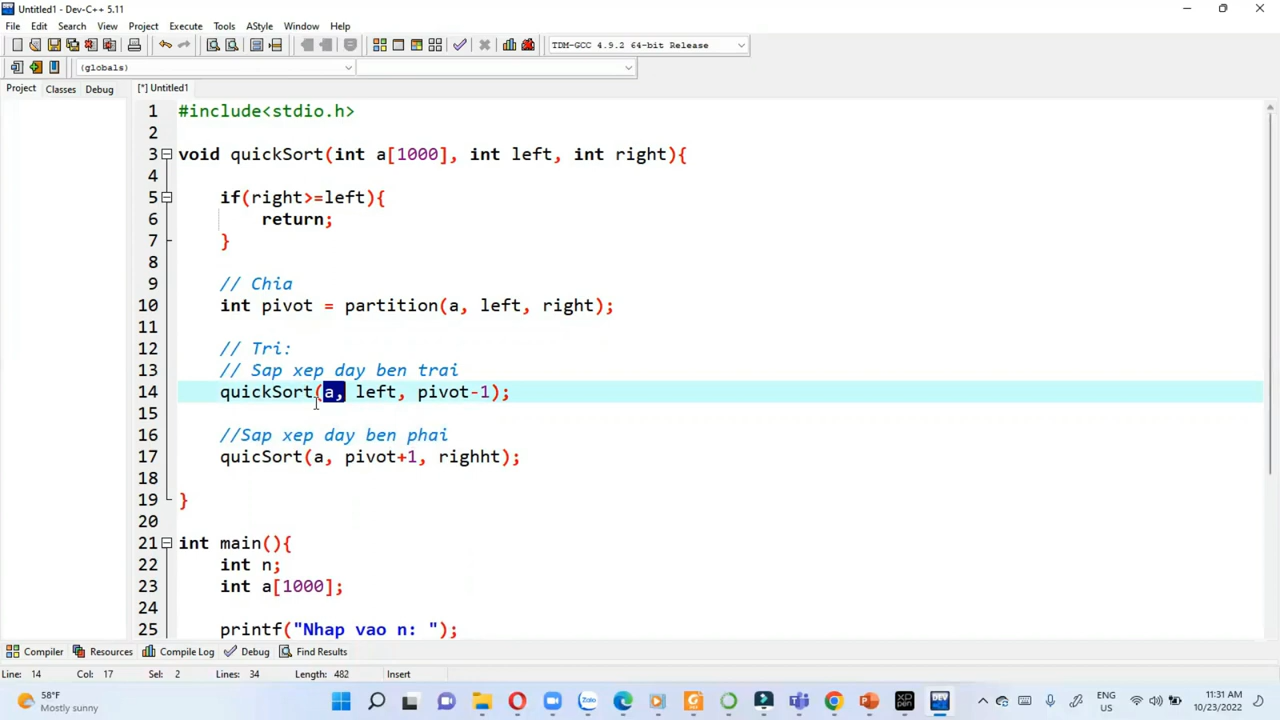 Untitled1 - Dev-C++ 5.11
File Edit Search View Project Execute Tools AStyle Window Help
TDM-GCC 4.9.2 64-bit Release
(globals)
Project Classes Debug [*] Untitled1
1 #include<stdio.h>
2
3 void quickSort(int a[1000], int left, int right){
4
5 if(right>=left){
6 return;
7 }
8
9 // Chia
10 int pivot = partition(a, left, right);
11
12 // Tri:
13 // Sap xep day ben trai
14 quickSort(a, left, pivot-1);
15
16 //Sap xep day ben phai
17 quicSort(a, pivot+1, righht);
18
19 }
20
21 int main(){
22 int n;
23 int a[1000];
24
25 printf("Nhap vao n: ");
Compiler Resources Compile Log Debug Find Results
Line: 14 Col: 17 Sel: 2 Lines: 34 Length: 482 Insert
58°F
Mostly sunny
Zalo
xp pen
DEV
ENG
US
11:31 AM
10/23/2022